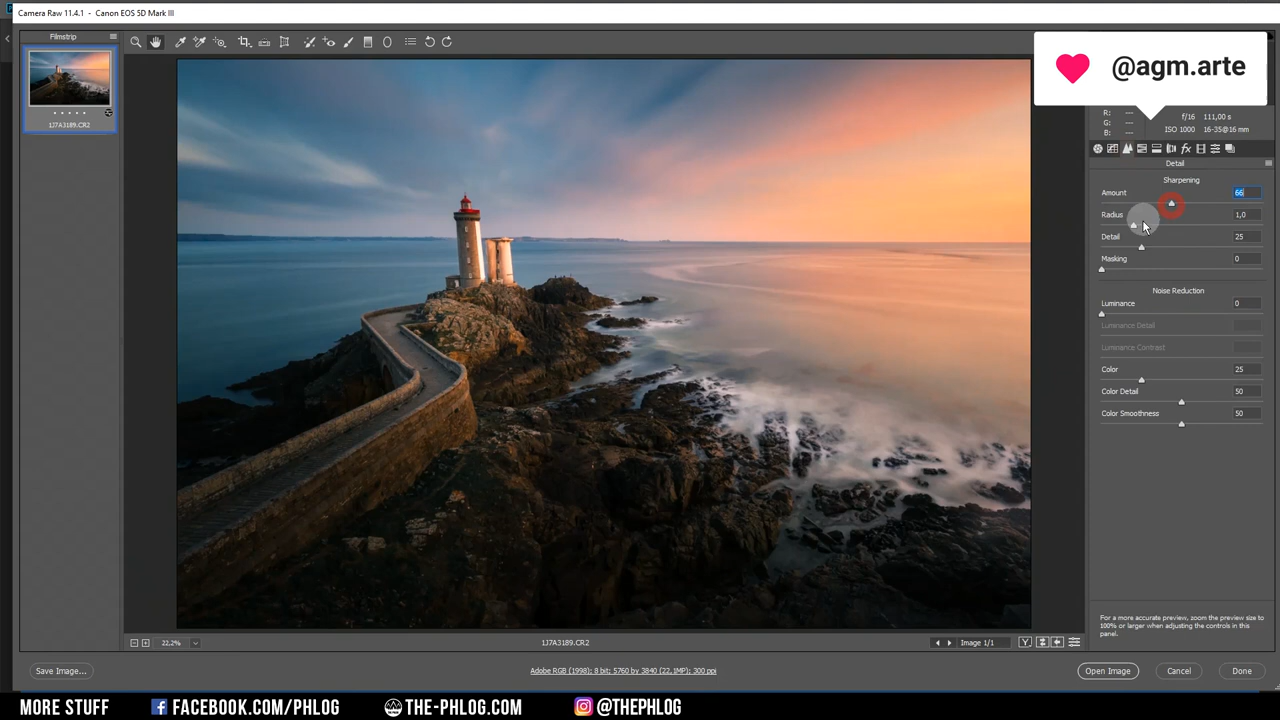 Camera Raw 11.4.1 - Canon EOS 5D Mark III
Filmstrip
1J7A3189.CR2
@agm.arte
R: ---
G: ---
B: ---
f/16 111,00 s
ISO 1000 16-35@16 mm
Detail
Sharpening
Amount 66
Radius 1,0
Detail 25
Masking 0
Noise Reduction
Luminance 0
Luminance Detail
Luminance Contrast
Color 25
Color Detail 50
Color Smoothness 50
For a more accurate preview, zoom the preview size to
100% or larger when adjusting the controls in this
panel.
22,2%
1J7A3189.CR2
Image 1/1
Save Image...
Adobe RGB (1998); 8 bit; 5760 by 3840 (22,1MP); 300 ppi
Open Image
Cancel
Done
MORE STUFF
FACEBOOK.COM/PHLOG
THE-PHLOG.COM
@THEPHLOG